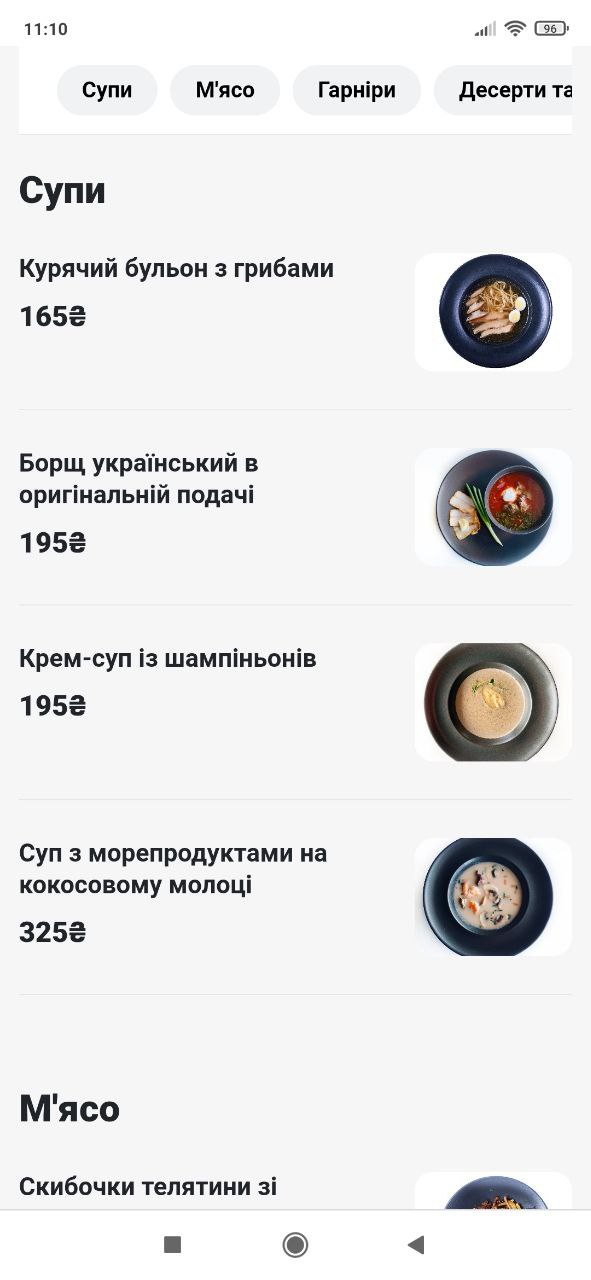 11:10
96
Супи
М'ясо
Гарніри
Десерти та
Супи
Курячий бульон з грибами
165₴
Борщ український в
оригінальній подачі
195₴
Крем-суп із шампіньонів
195₴
Суп з морепродуктами на
кокосовому молоці
325₴
М'ясо
Скибочки телятини зі